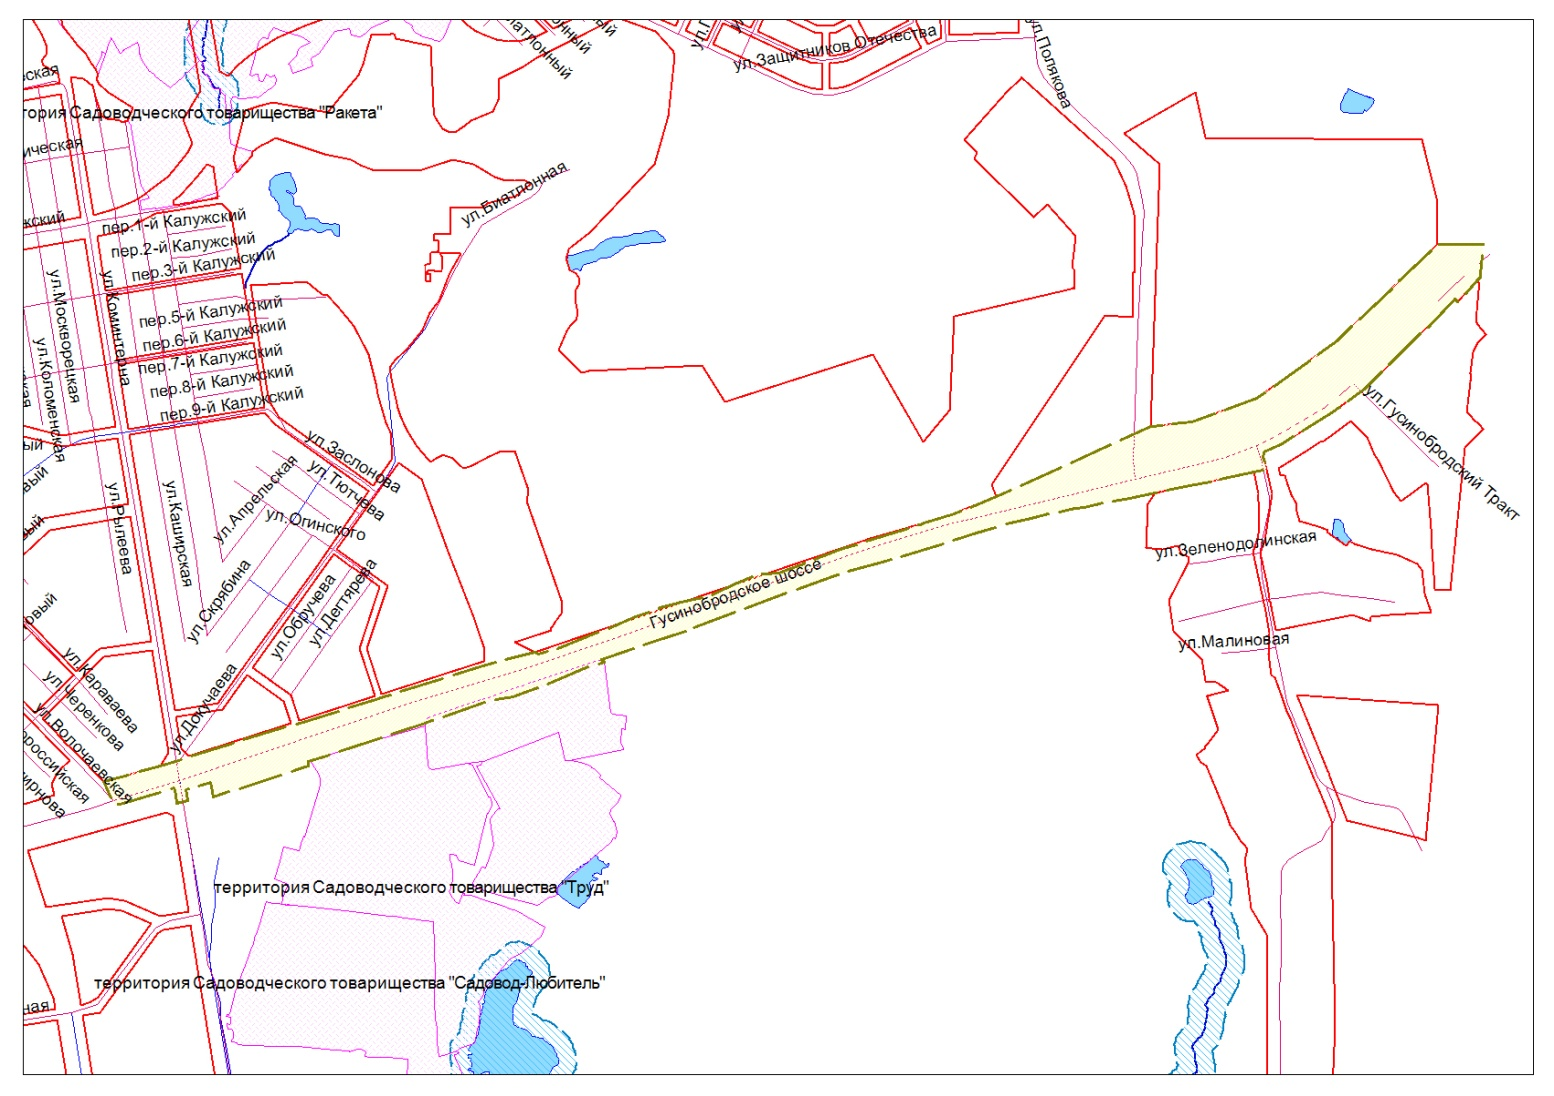 ул.Защитников Отечества
ул.Полякова
тория Садоводческого товарищества "Ракета"
ул.Биатлонная
пер.1-й Калужский
пер.2-й Калужский
пер.3-й Калужский
пер.5-й Калужский
пер.6-й Калужский
пер.7-й Калужский
пер.8-й Калужский
пер.9-й Калужский
ул.Москворецкая
ул.Коминтерна
ул.Коломенская
ул.Гусинобродский Тракт
ул.Заслонова
ул.Тютчева
ул.Апрельская
ул.Огинского
ул.Рылеева
ул.Каширская
ул.Зеленодолинская
ул.Скрябина
ул.Обручева
ул.Дегтярева
Гусинобродское шоссе
ул.Малиновая
ул.Караваева
ул.Черенкова
ул.Докучаева
ул.Волочаевская
территория Садоводческого товарищества "Труд"
территория Садоводческого товарищества "Садовод-Любитель"